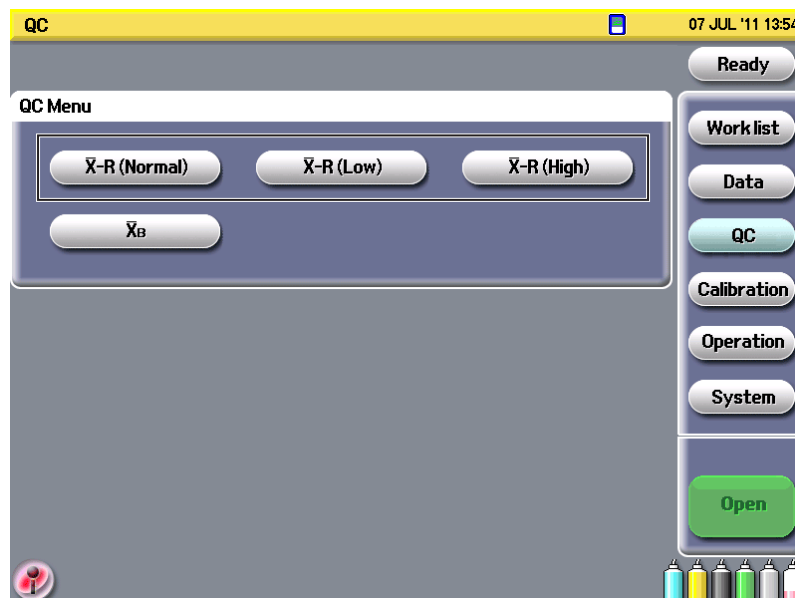 QC 07 JUL '11 13:54
Ready
QC Menu
X̄-R (Normal) X̄-R (Low) X̄-R (High)
X̄B
Work list
Data
QC
Calibration
Operation
System
Open